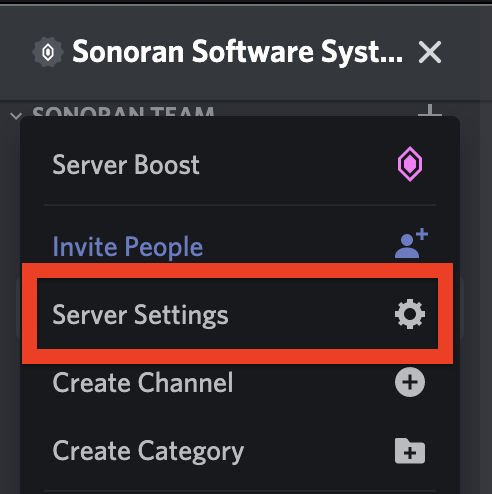 Sonoran Software Syst...
SONORAN TEAM
Server Boost
Invite People
Server Settings
Create Channel
Create Category